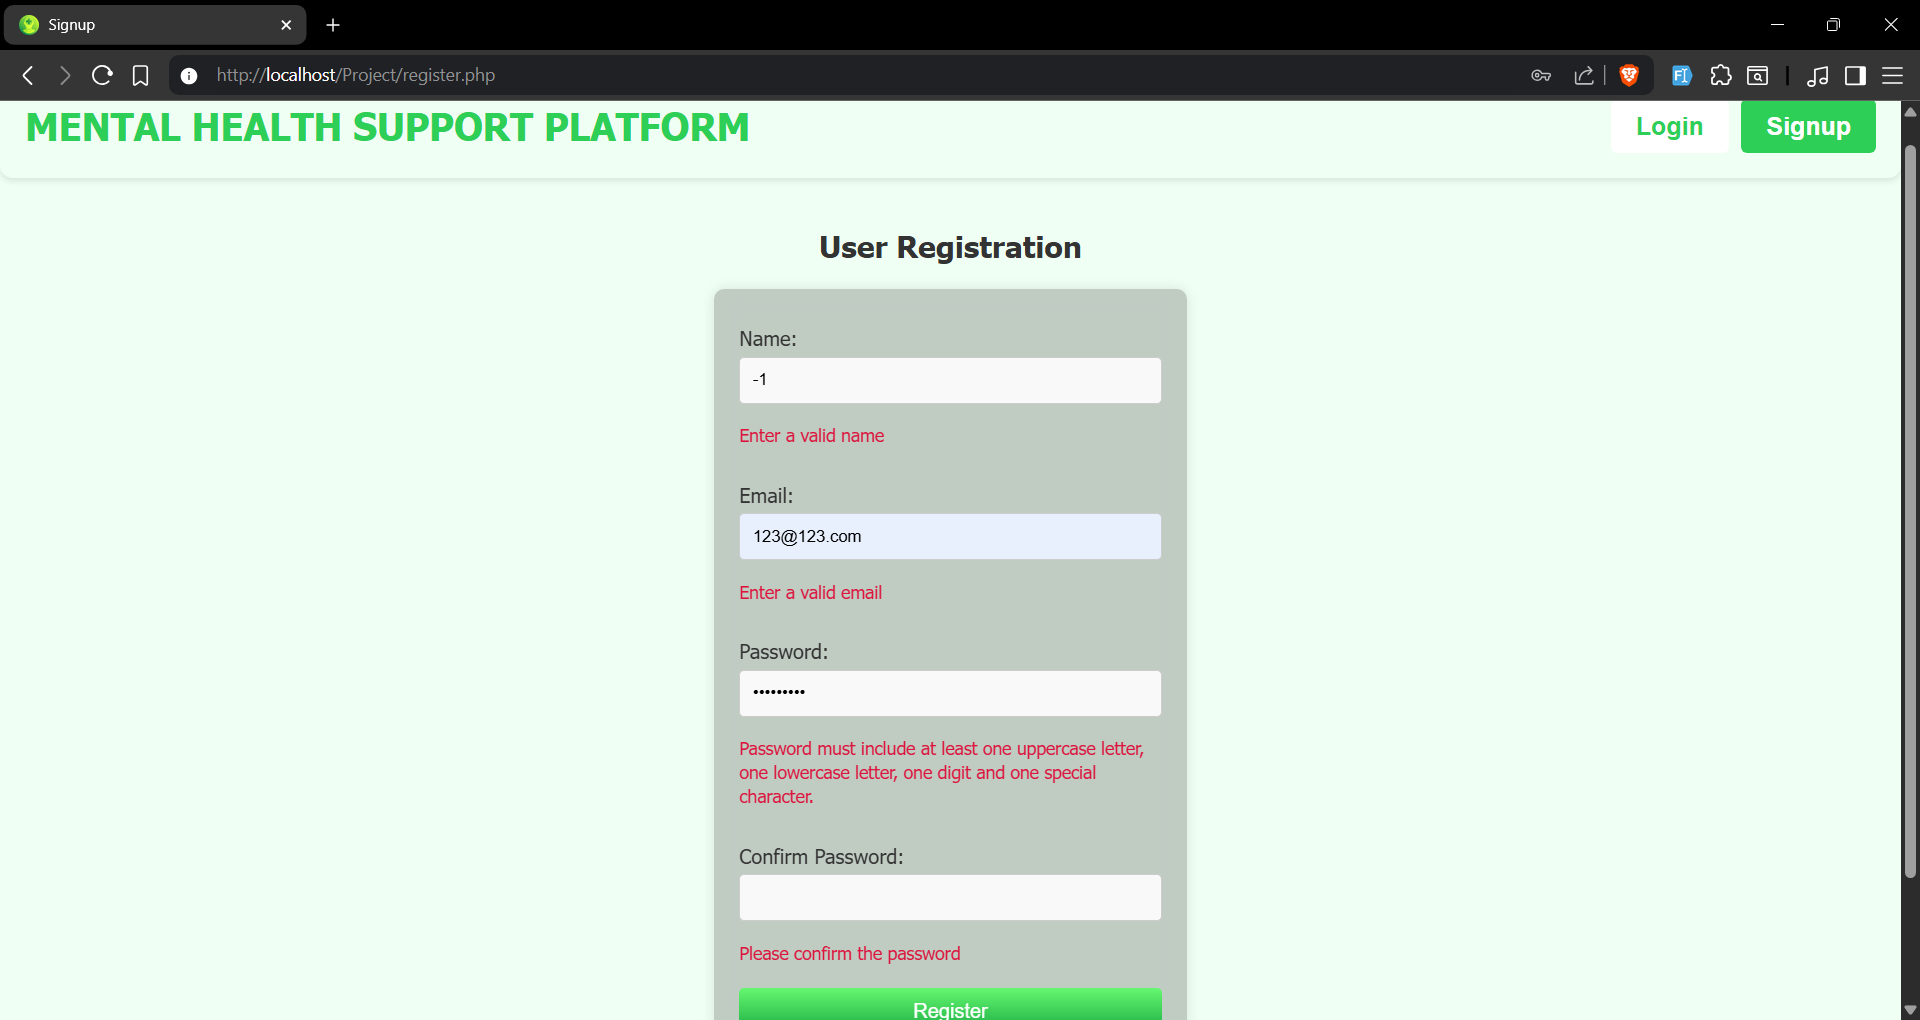 Signup
http://localhost/Project/register.php
MENTAL HEALTH SUPPORT PLATFORM
Login
Signup
User Registration
Name:
-1
Enter a valid name
Email:
123@123.com
Enter a valid email
Password:
•••••••••
Password must include at least one uppercase letter,
one lowercase letter, one digit and one special
character.
Confirm Password:
Please confirm the password
Register